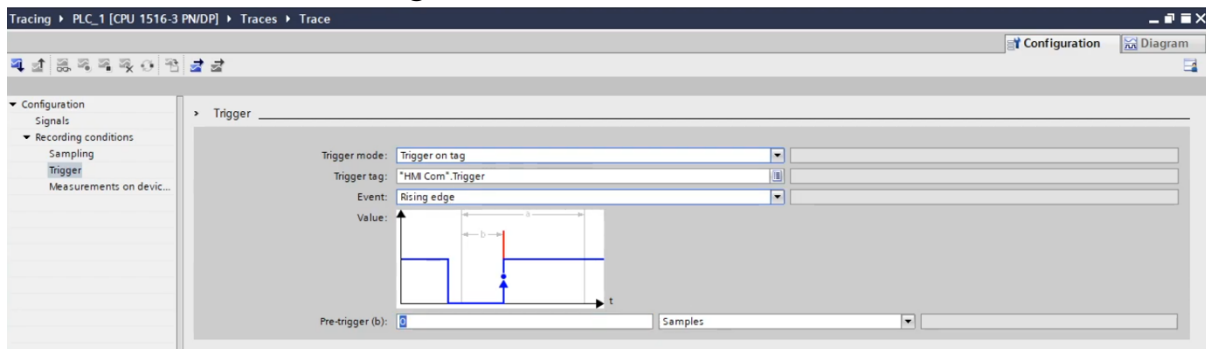 Tracing ▸ PLC_1 [CPU 1516-3 PN/DP] ▸ Traces ▸ Trace
Configuration Diagram
Configuration
Signals
Recording conditions
Sampling
Trigger
Measurements on devic...
Trigger
Trigger mode: Trigger on tag
Trigger tag: "HMI Com".Trigger
Event: Rising edge
Value:
a
b
t
Pre-trigger (b): 0 Samples